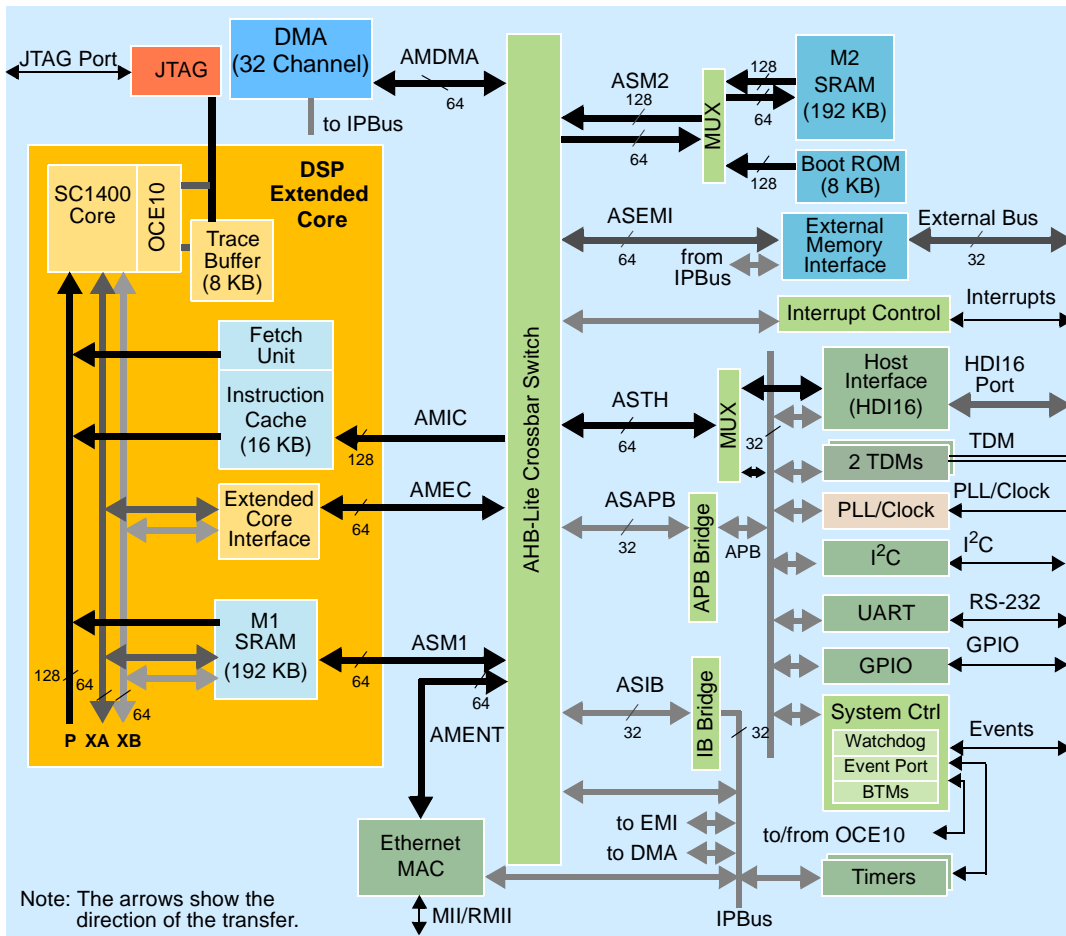 JTAG Port
JTAG
DMA
(32 Channel)
to IPBus
AMDMA
64
DSP
Extended
Core
SC1400
Core
OCE10
Trace
Buffer
(8 KB)
Fetch
Unit
Instruction
Cache
(16 KB)
AMIC
128
Extended
Core
Interface
AMEC
64
M1
SRAM
(192 KB)
ASM1
64
128
64
64
P
XA
XB
AMENT
64
Ethernet
MAC
MII/RMII
Note: The arrows show the
direction of the transfer.
AHB-Lite Crossbar Switch
ASM2
128
64
MUX
128
64
128
M2
SRAM
(192 KB)
Boot ROM
(8 KB)
ASEMI
64
from
IPBus
External
Memory
Interface
External Bus
32
Interrupt Control
Interrupts
ASTH
64
MUX
32
Host
Interface
(HDI16)
HDI16
Port
2 TDMs
TDM
ASAPB
32
APB Bridge
APB
PLL/Clock
PLL/Clock
I²C
I²C
UART
RS-232
GPIO
GPIO
ASIB
32
IB Bridge
32
System Ctrl
Watchdog
Event Port
BTMs
Events
to EMI
to DMA
to/from OCE10
Timers
IPBus